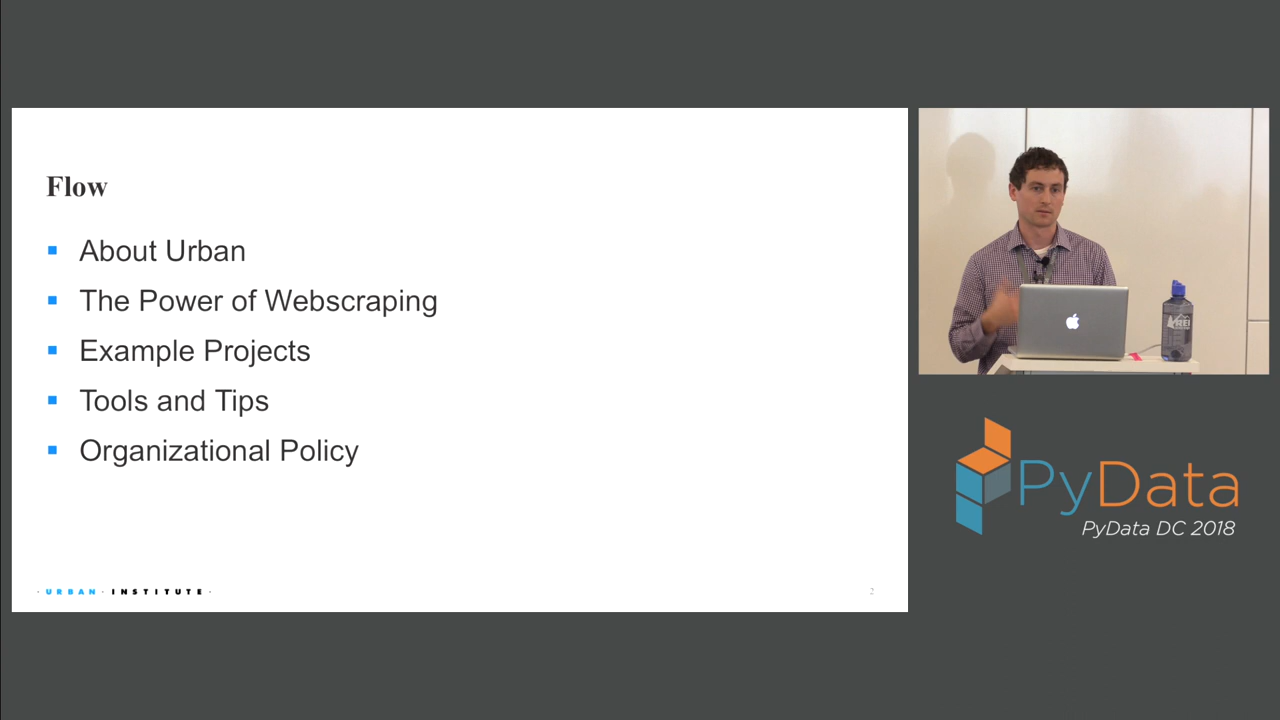 Flow
About Urban
The Power of Webscraping
Example Projects
Tools and Tips
Organizational Policy
· URBAN · INSTITUTE ·
2
REI
PyData
PyData DC 2018